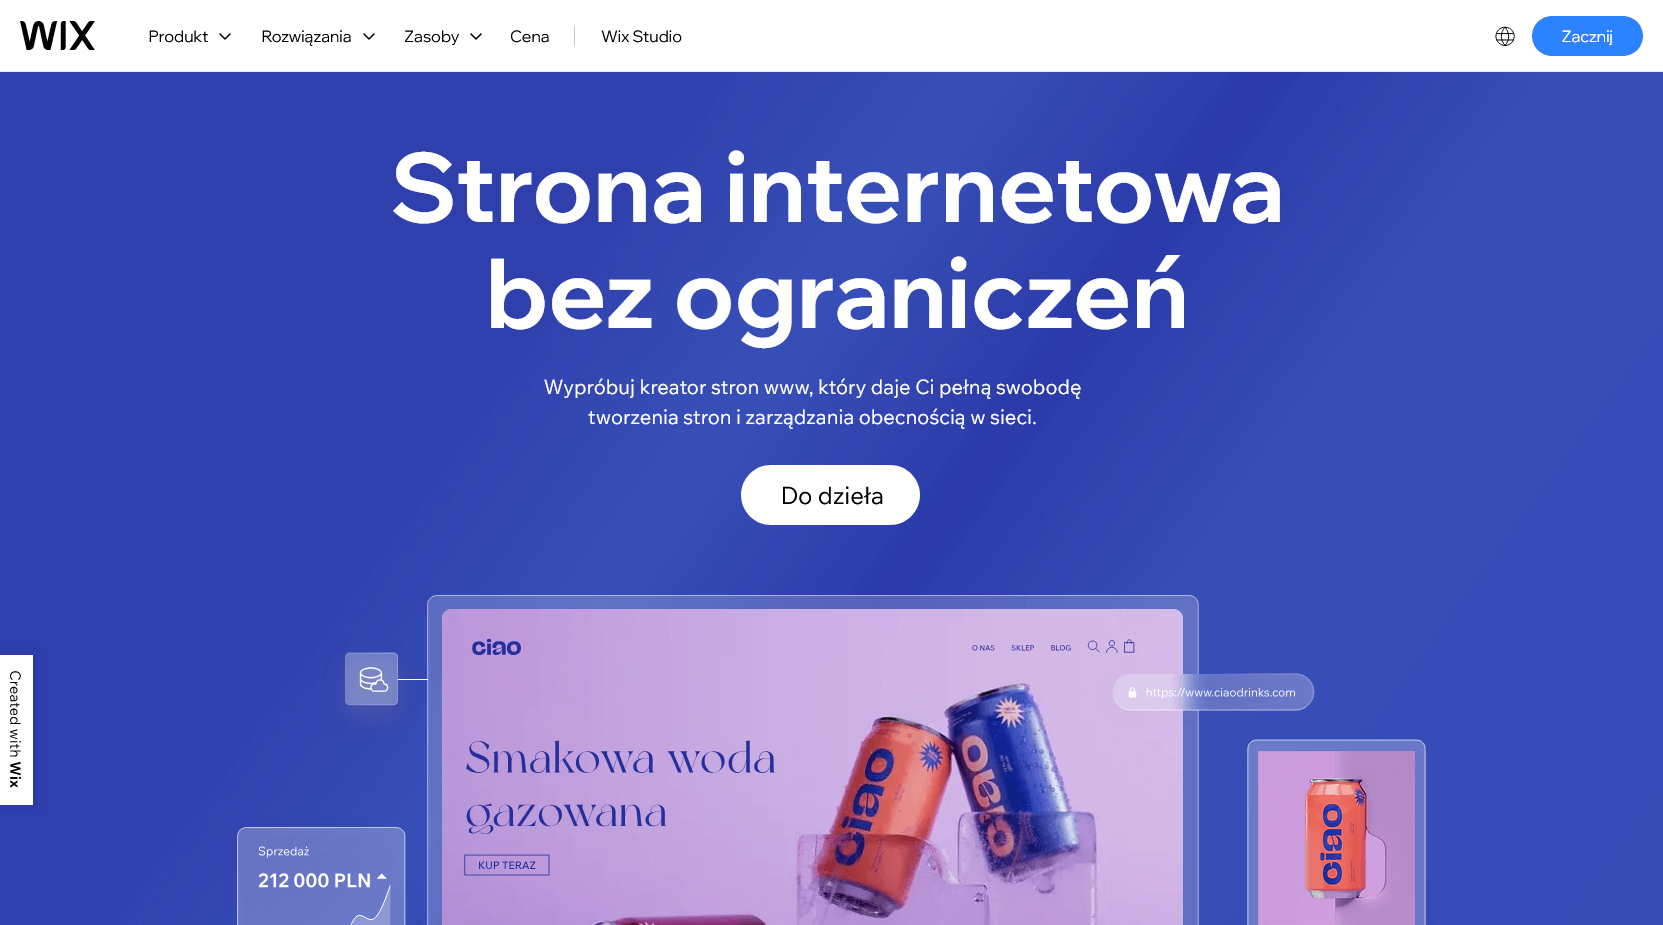 WIX
Produkt
Rozwiązania
Zasoby
Cena
Wix Studio
Zacznij
Strona internetowa
bez ograniczeń
Wypróbuj kreator stron www, który daje Ci pełną swobodę
tworzenia stron i zarządzania obecnością w sieci.
Do dzieła
ciao
O NAS
SKLEP
BLOG
https://www.ciaodrinks.com
Created with Wix
Smakowa woda
gazowana
KUP TERAZ
ciao
ciao
ciao
Sprzedaż
212 000 PLN